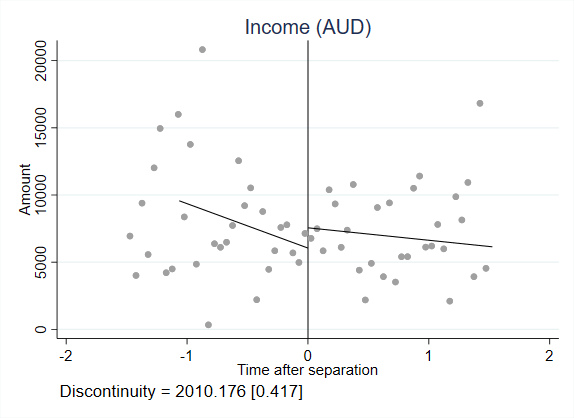 Income (AUD)
20000
15000
10000
5000
0
Amount
-2 -1 0 1 2
Time after separation
Discontinuity = 2010.176 [0.417]